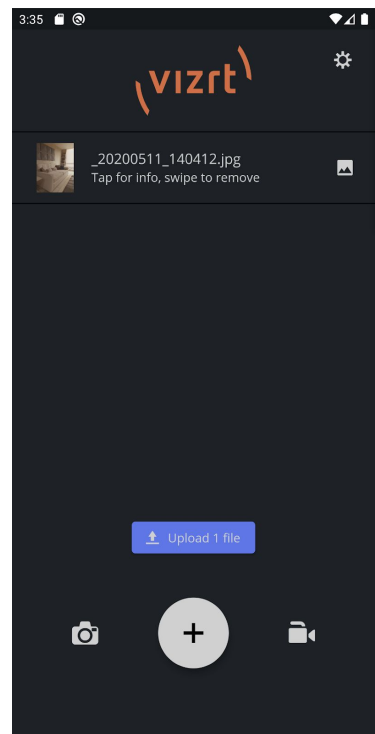 3:35
vizrt
_20200511_140412.jpg
Tap for info, swipe to remove
Upload 1 file